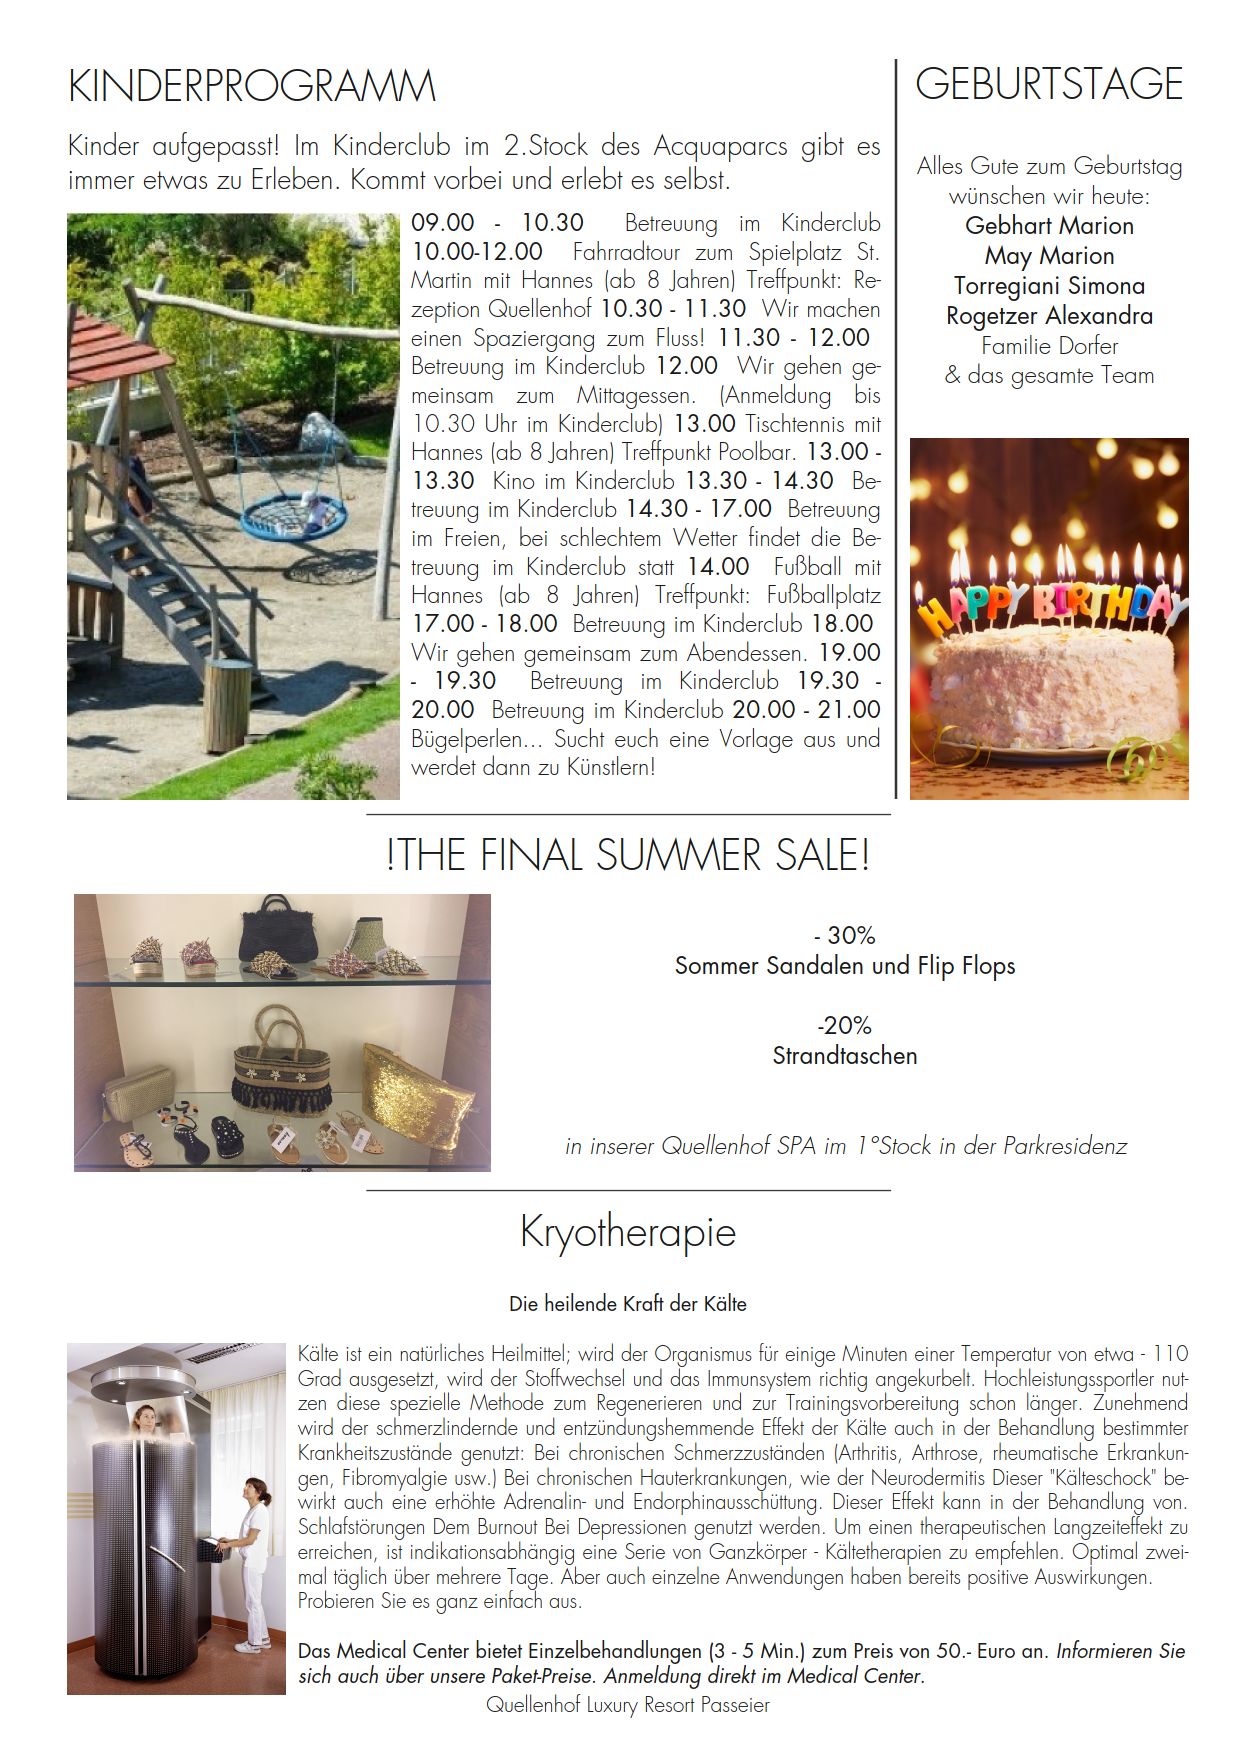 KINDERPROGRAMM
Kinder aufgepasst! Im Kinderclub im 2.Stock des Acquaparcs gibt es
immer etwas zu Erleben. Kommt vorbei und erlebt es selbst.
09.00 - 10.30 Betreuung im Kinderclub
10.00-12.00 Fahrradtour zum Spielplatz St.
Martin mit Hannes (ab 8 Jahren) Treffpunkt: Re-
zeption Quellenhof 10.30 - 11.30 Wir machen
einen Spaziergang zum Fluss! 11.30 - 12.00
Betreuung im Kinderclub 12.00 Wir gehen ge-
meinsam zum Mittagessen. (Anmeldung bis
10.30 Uhr im Kinderclub) 13.00 Tischtennis mit
Hannes (ab 8 Jahren) Treffpunkt Poolbar. 13.00 -
13.30 Kino im Kinderclub 13.30 - 14.30 Be-
treuung im Kinderclub 14.30 - 17.00 Betreuung
im Freien, bei schlechtem Wetter findet die Be-
treuung im Kinderclub statt 14.00 Fußball mit
Hannes (ab 8 Jahren) Treffpunkt: Fußballplatz
17.00 - 18.00 Betreuung im Kinderclub 18.00
Wir gehen gemeinsam zum Abendessen. 19.00
- 19.30 Betreuung im Kinderclub 19.30 -
20.00 Betreuung im Kinderclub 20.00 - 21.00
Bügelperlen... Sucht euch eine Vorlage aus und
werdet dann zu Künstlern!
GEBURTSTAGE
Alles Gute zum Geburtstag
wünschen wir heute:
Gebhart Marion
May Marion
Torregiani Simona
Rogetzer Alexandra
Familie Dorfer
& das gesamte Team
HAPPY BIRTHDAY
!THE FINAL SUMMER SALE!
- 30%
Sommer Sandalen und Flip Flops
-20%
Strandtaschen
in inserer Quellenhof SPA im 1°Stock in der Parkresidenz
Kryotherapie
Die heilende Kraft der Kälte
Kälte ist ein natürliches Heilmittel; wird der Organismus für einige Minuten einer Temperatur von etwa - 110
Grad ausgesetzt, wird der Stoffwechsel und das Immunsystem richtig angekurbelt. Hochleistungssportler nut-
zen diese spezielle Methode zum Regenerieren und zur Trainingsvorbereitung schon länger. Zunehmend
wird der schmerzlindernde und entzündungshemmende Effekt der Kälte auch in der Behandlung bestimmter
Krankheitszustände genutzt: Bei chronischen Schmerzzuständen (Arthritis, Arthrose, rheumatische Erkrankun-
gen, Fibromyalgie usw.) Bei chronischen Hauterkrankungen, wie der Neurodermitis Dieser "Kälteschock" be-
wirkt auch eine erhöhte Adrenalin- und Endorphinausschüttung. Dieser Effekt kann in der Behandlung von.
Schlafstörungen Dem Burnout Bei Depressionen genutzt werden. Um einen therapeutischen Langzeiteffekt zu
erreichen, ist indikationsabhängig eine Serie von Ganzkörper - Kältetherapien zu empfehlen. Optimal zwei-
mal täglich über mehrere Tage. Aber auch einzelne Anwendungen haben bereits positive Auswirkungen.
Probieren Sie es ganz einfach aus.
Das Medical Center bietet Einzelbehandlungen (3 - 5 Min.) zum Preis von 50.- Euro an. Informieren Sie
sich auch über unsere Paket-Preise. Anmeldung direkt im Medical Center.
Quellenhof Luxury Resort Passeier